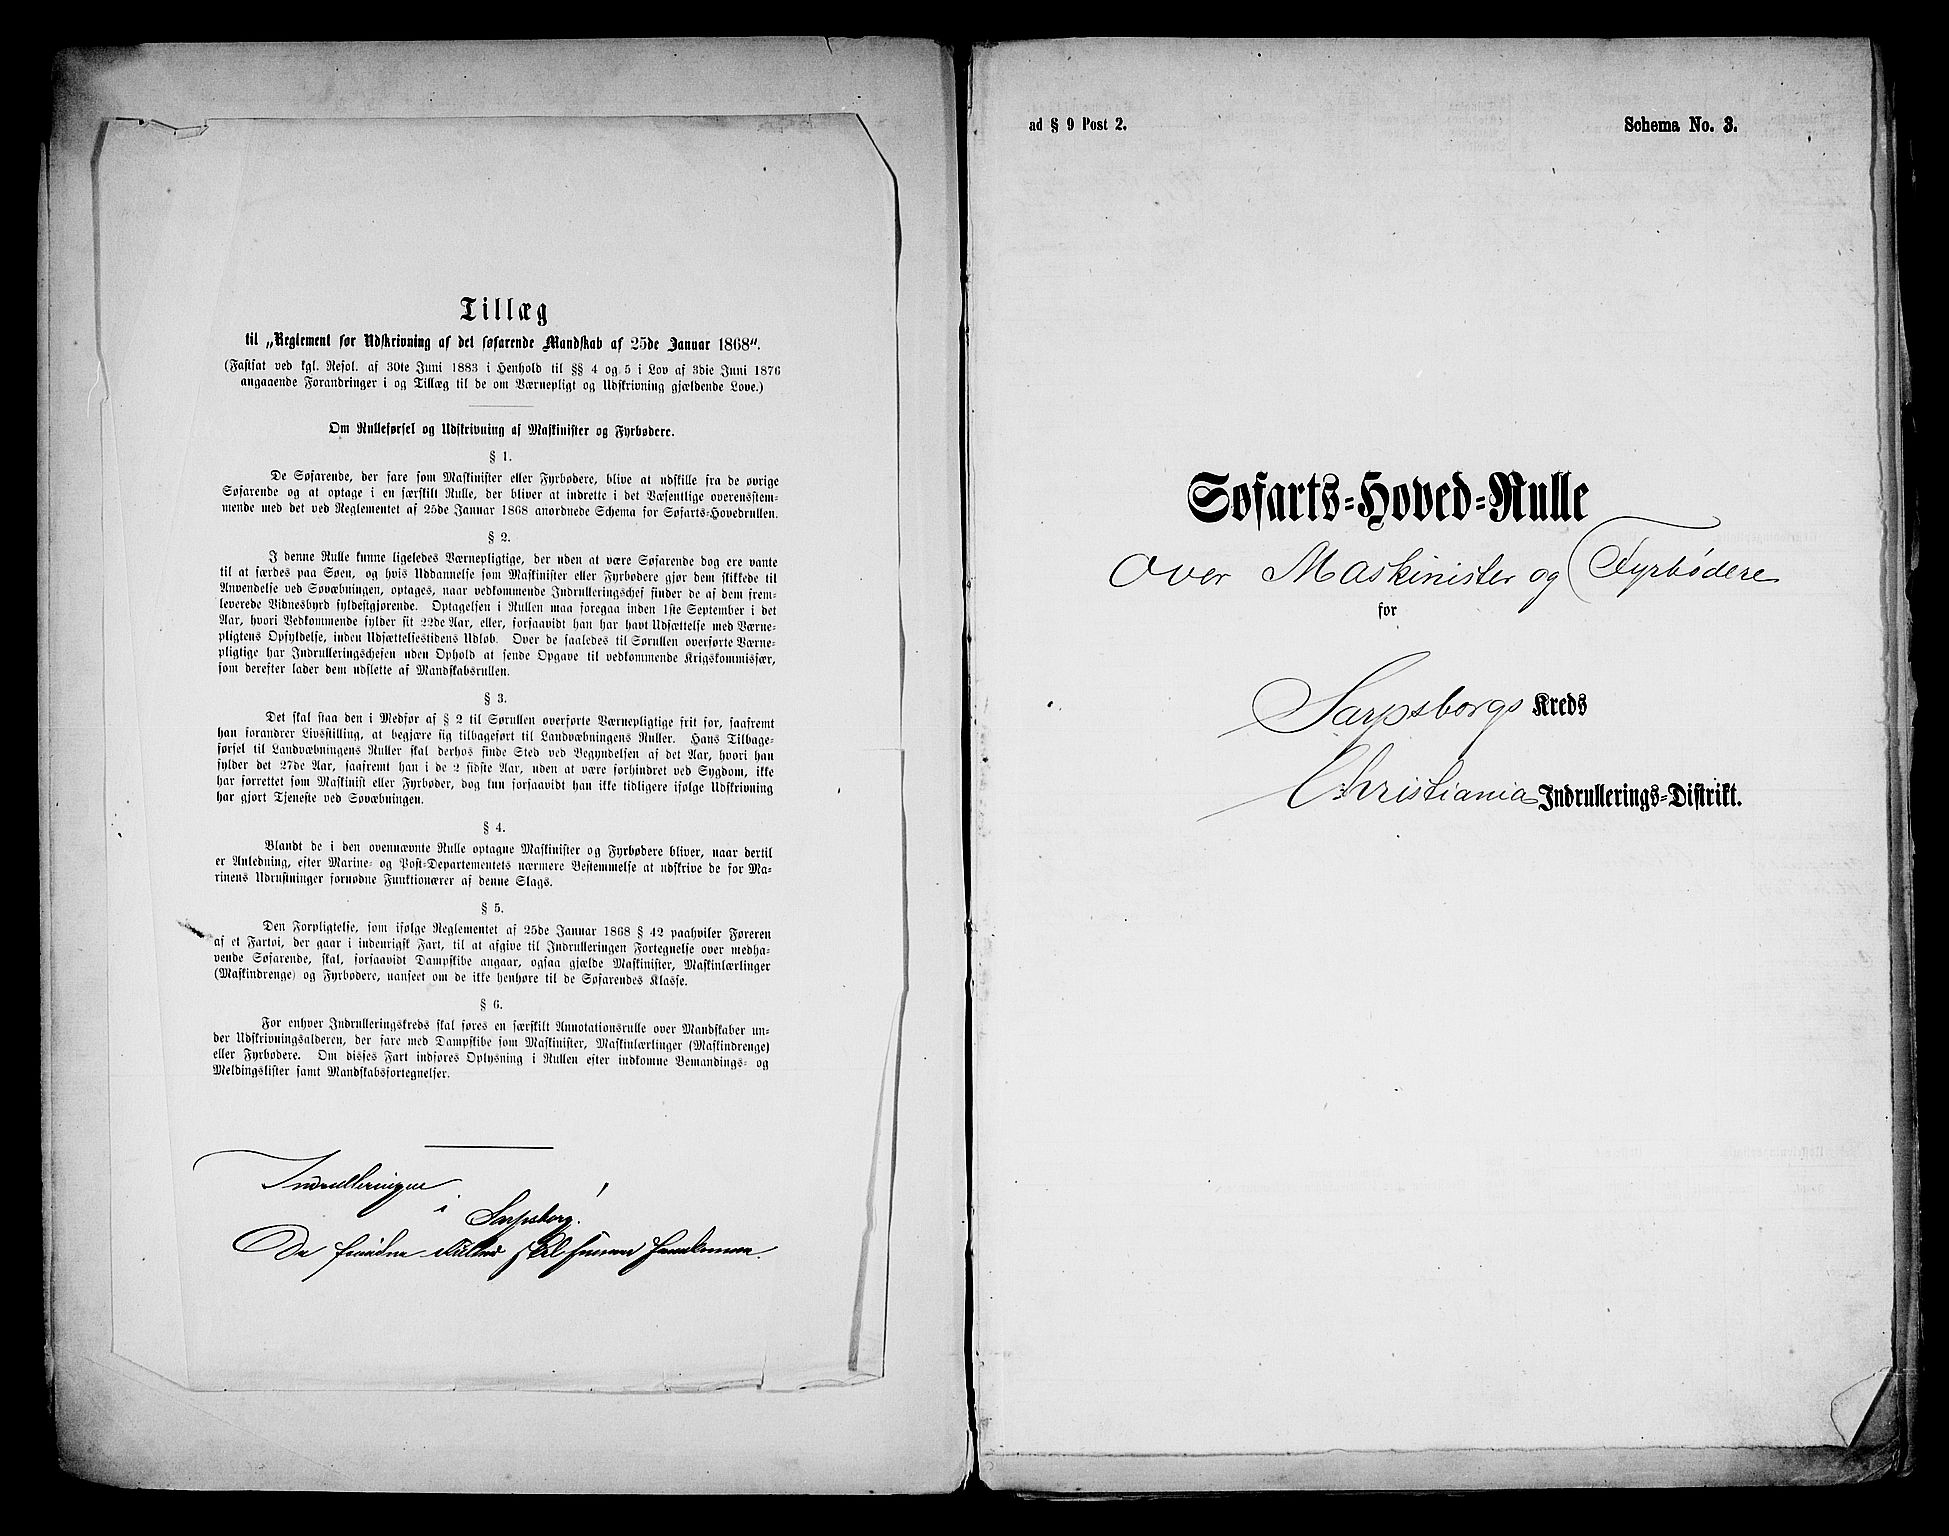 Tillæg
til „Reglement for Udskrivning af det søfarende Mandskab af 25de Januar 1868“.
(Fastsat ved kgl. Resol. af 30te Juni 1883 i Henhold til §§ 4 og 5 i Lov af 3die Juni 1876
angaaende Forandringer i og Tillæg til de om Værnepligt og Udskrivning gjældende Love.)
Om Rulleførsel og Udskrivning af Maskinister og Fyrbødere.
§ 1.
De Søfarende, der fare som Maskinister eller Fyrbødere, blive at udskille fra de øvrige
Søfarende og at optage i en særskilt Rulle, der bliver at indrette i det Væsentlige overensstem-
mende med det ved Reglementet af 25de Januar 1868 anordnede Schema for Søfarts-Hovedrullen.
§ 2.
I denne Rulle kunne ligeledes Værnepligtige, der uden at være Søfarende dog ere vante
til at færdes paa Søen, og hvis Uddannelse som Maskinister eller Fyrbødere gjør dem skikkede til
Anvendelse ved Søvæbningen, optages, naar vedkommende Indrulleringschef finder de af dem frem-
leverede Vidnesbyrd fyldestgjørende. Optagelsen i Rullen maa foregaa inden 1ste September i det
Aar, hvori Vedkommende fylder sit 22de Aar, eller, forsaavidt han har havt Udsættelse med Værne-
pligtens Opfyldelse, inden Udsættelsestidens Udløb. Over de saaledes til Sørullen overførte Værne-
pligtige har Indrulleringschefen uden Ophold at sende Opgave til vedkommende Krigskommissær,
som derefter lader dem udslette af Mandskabsrullen.
§ 3.
Det skal staa den i Medfør af § 2 til Sørullen overførte Værnepligtige frit for, saafremt
han forandrer Livsstilling, at begjære sig tilbageført til Landvæbningens Ruller. Hans Tilbage-
førsel til Landvæbningens Ruller skal derhos finde Sted ved Begyndelsen af det Aar, hvori han
fylder det 27de Aar, saafremt han i de 2 sidste Aar, uden at være forhindret ved Sygdom, ikke
har forrettet som Maskinist eller Fyrbøder, dog kun forsaavidt han ikke tidligere ifølge Udskrivning
har gjort Tjeneste ved Søvæbningen.
§ 4.
Blandt de i den ovennævnte Rulle optagne Maskinister og Fyrbødere bliver, naar dertil
er Anledning, efter Marine- og Post-Departementets nærmere Bestemmelse at udskrive de for Ma-
rinens Udrustninger fornødne Funktionærer af denne Slags.
§ 5.
Den Forpligtelse, som ifølge Reglementet af 25de Januar 1868 § 42 paahviler Føreren
af et Fartøi, der gaar i indenrigsk Fart, til at afgive til Indrulleringen Fortegnelse over medha-
vende Søfarende, skal, forsaavidt Dampskibe angaar, ogsaa gjælde Maskinister, Maskinlærlinger
(Maskindrenge) og Fyrbødere, uanseet om de ikke henhøre til de Søfarendes Klasse.
§ 6.
For enhver Indrulleringskreds skal føres en særskilt Annotationsrulle over Mandskaber un-
der Udskrivningsalderen, der fare med Dampskibe som Maskinister, Maskinlærlinger (Maskindrenge)
eller Fyrbødere. Om disses Fart indføres Oplysning i Rullen efter indkomne Bemandings- og
Meldingslister samt Mandskabsfortegnelser.
Indrulleringen
i Sarpsborg.
ad § 9 Post 2.
Schema No. 3.
Søfarts-Hoved-Rulle
over Maskinister og Fyrbødere
for
Sarpsborgs Kreds
Christiania Indrullerings-Distrikt.